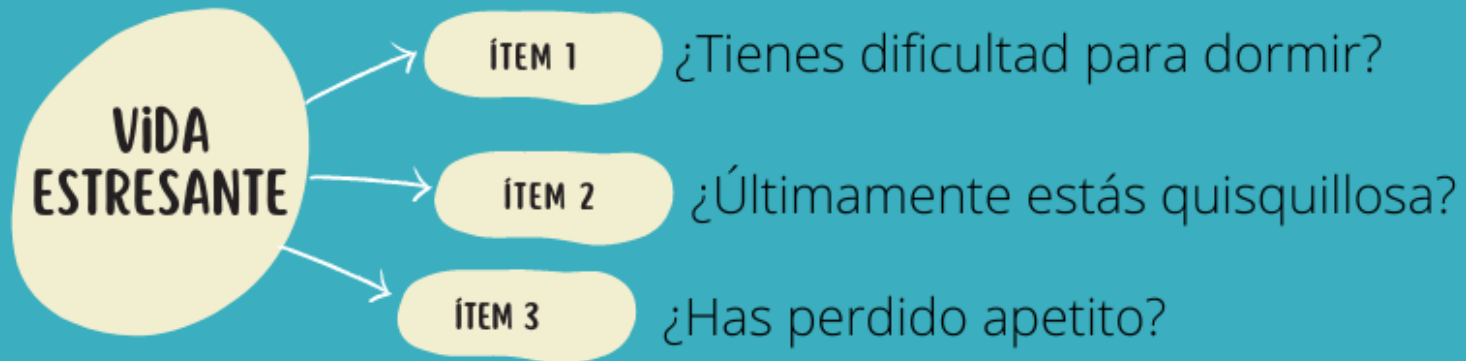 ViDA
ESTRESANTE
ÍTEM 1
¿Tienes dificultad para dormir?
ÍTEM 2
¿Últimamente estás quisquillosa?
ÍTEM 3
¿Has perdido apetito?